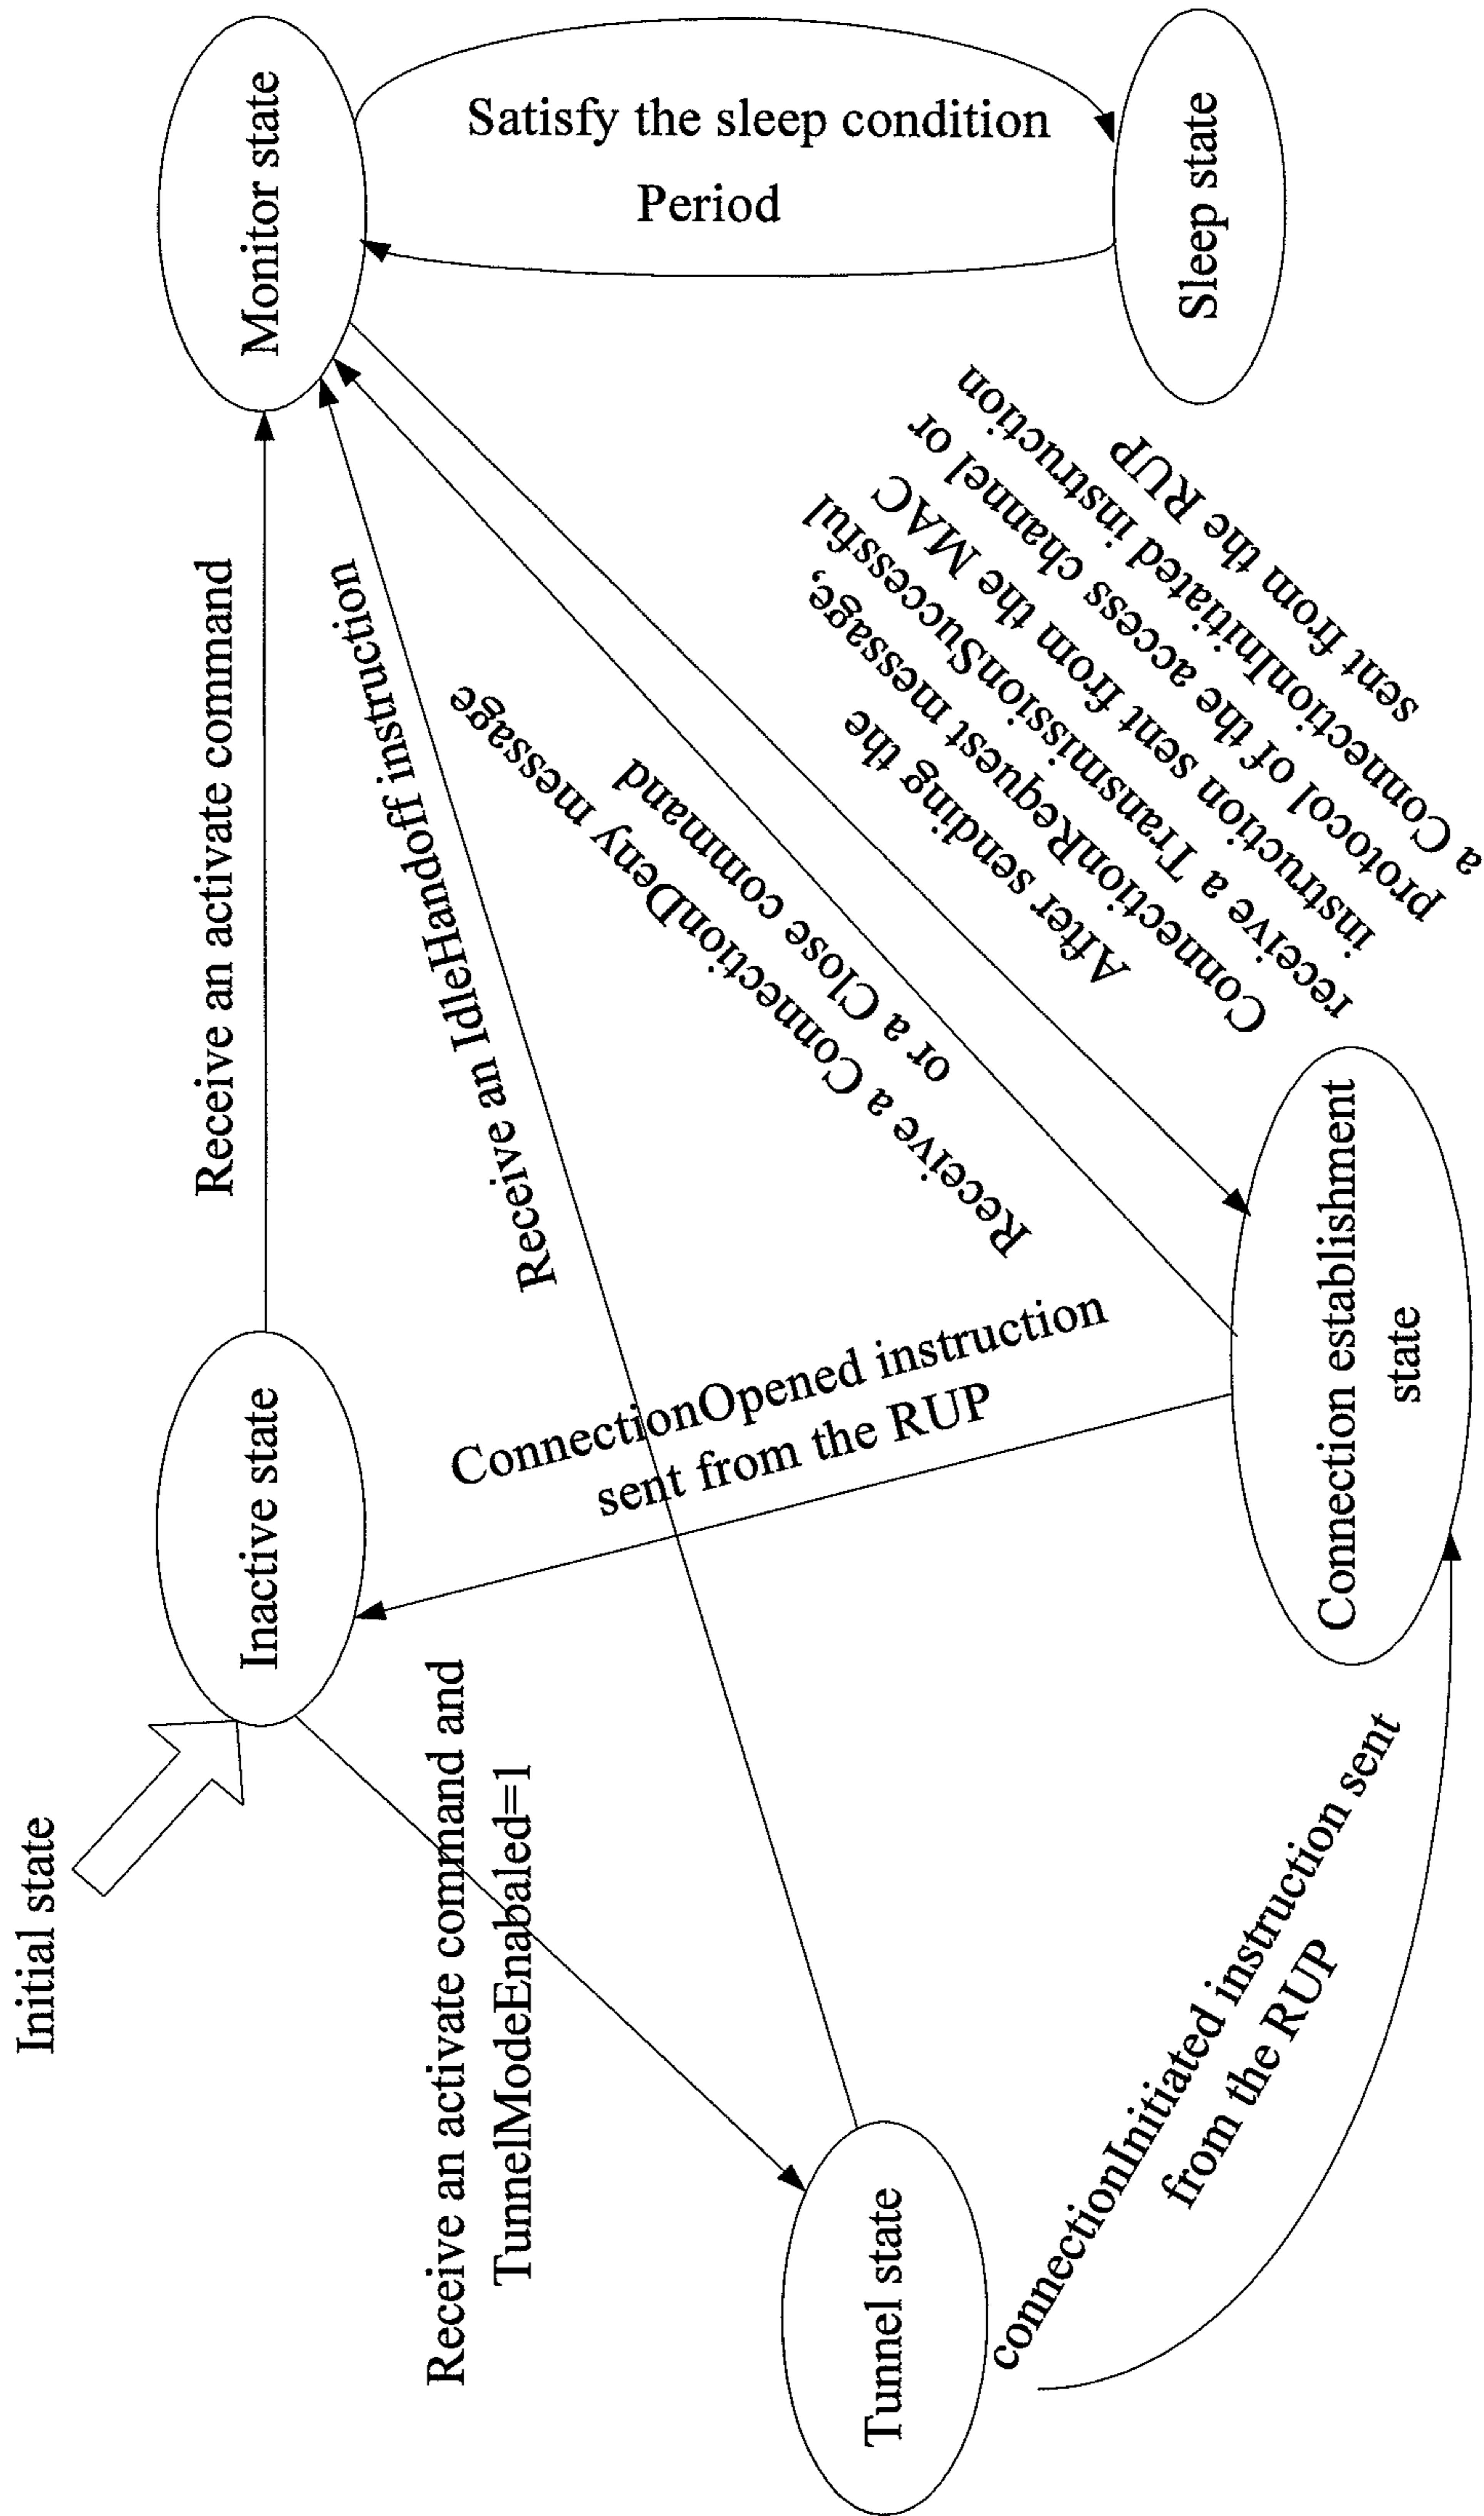 Initial state
Inactive state
Receive an activate command
Monitor state
Receive an activate command and
TunnelModeEnabaled=1
Receive an IdleHandoff instruction
ConnectionOpened instruction
sent from the RUP
Receive a ConnectionDeny message
or a Close command
Satisfy the sleep condition
Period
After sending the
ConnectionRequest message,
receive a TransmissionSuccessful
instruction sent from the MAC
protocol of the access channel or
a ConnectionInitiated instruction
sent from the RUP
Tunnel state
connectionInitiated instruction sent
from the RUP
Connection establishment
state
Sleep state